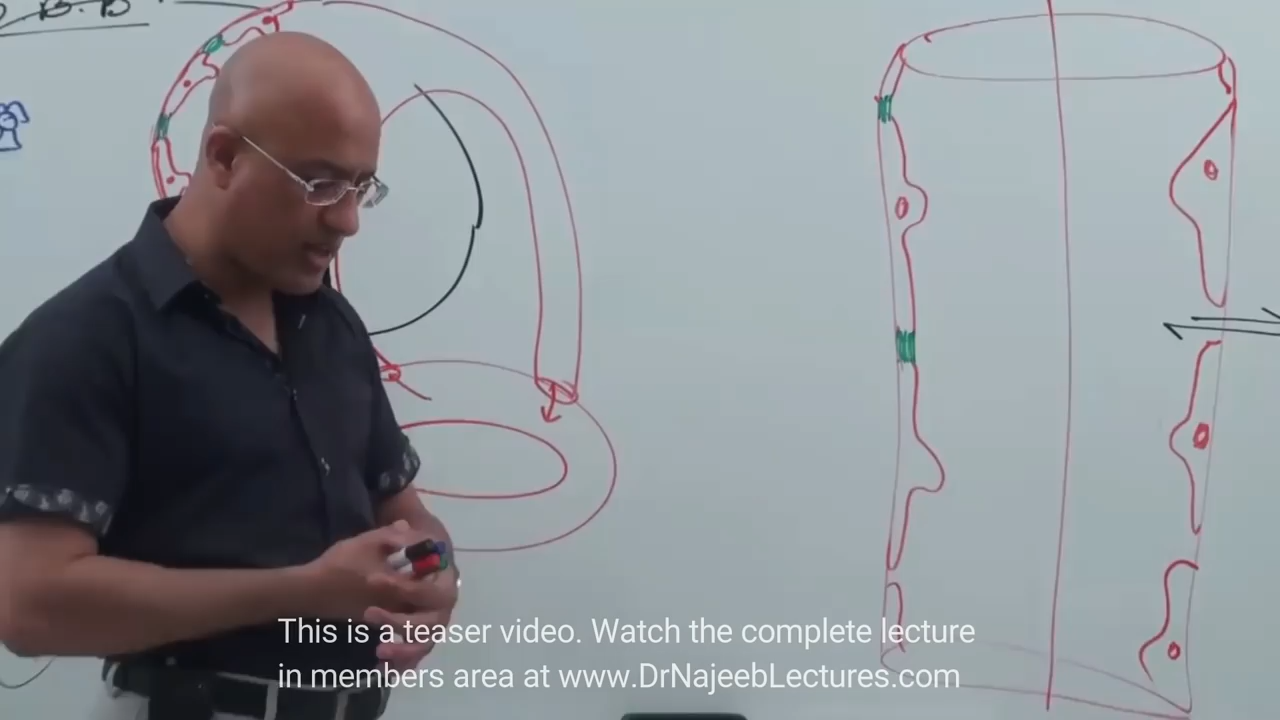 B.B
This is a teaser video. Watch the complete lecture
in members area at www.DrNajeebLectures.com